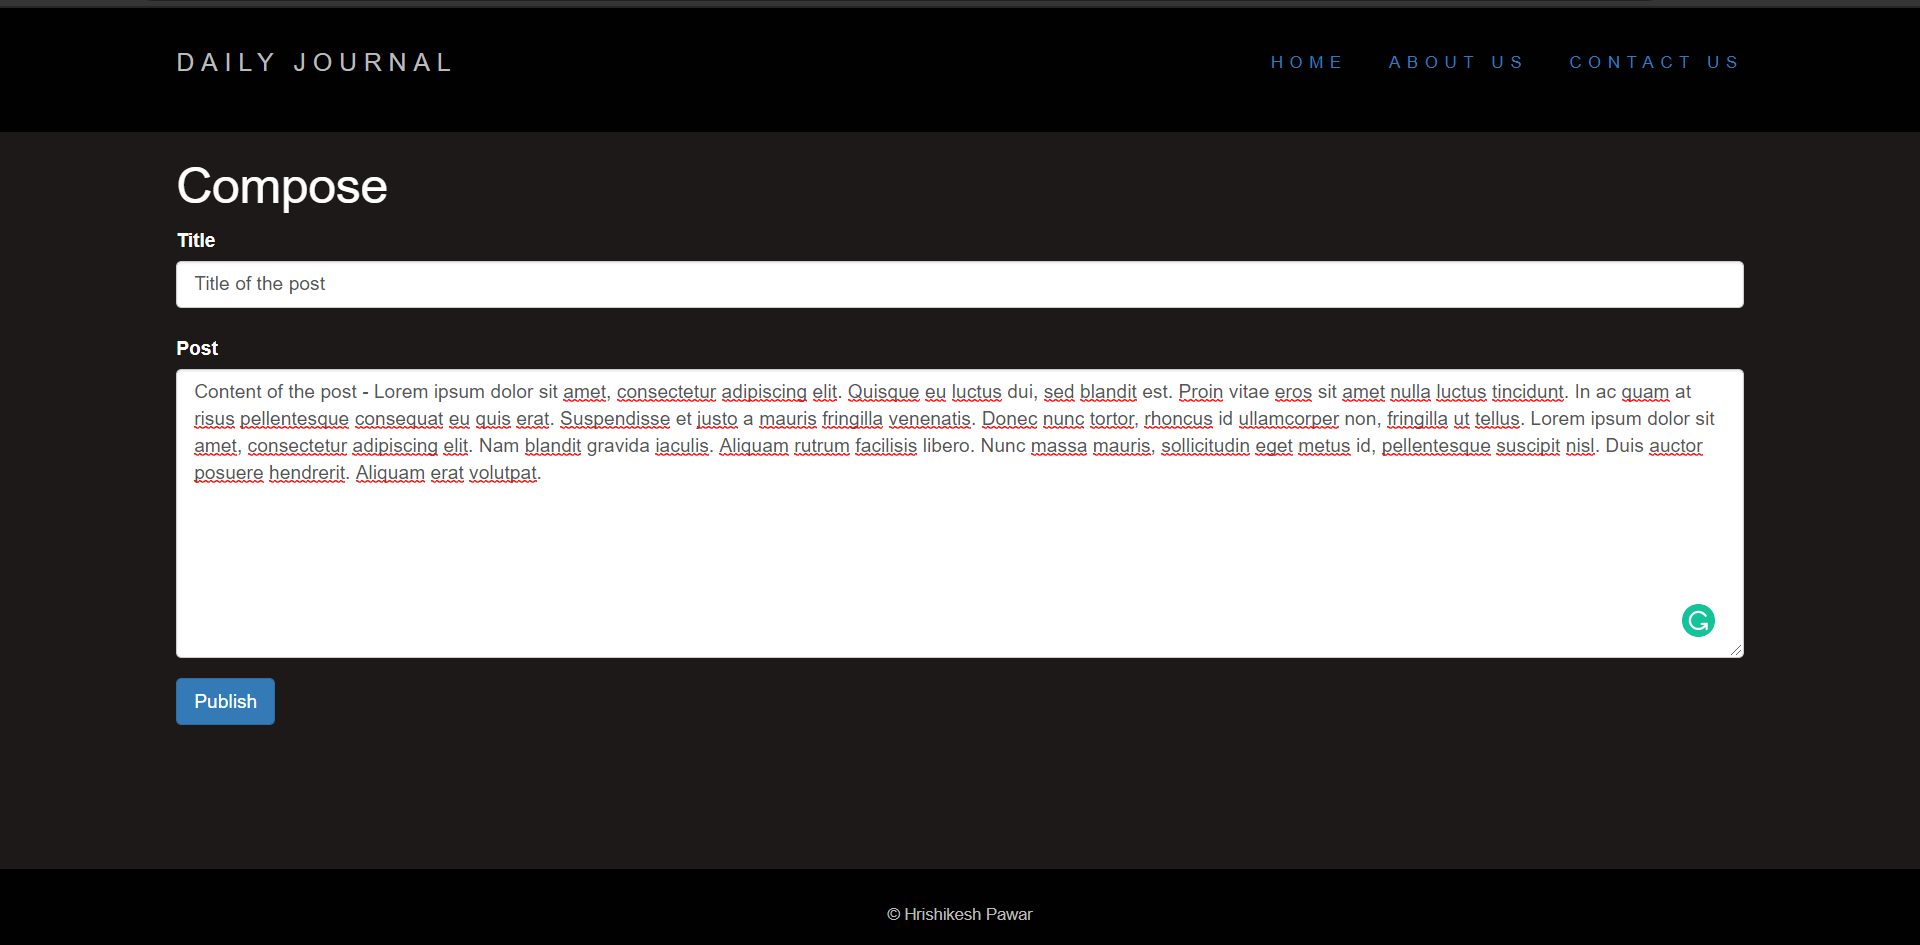 DAILY JOURNAL
HOME ABOUT US CONTACT US
Compose
Title
Title of the post
Post
Content of the post - Lorem ipsum dolor sit amet, consectetur adipiscing elit. Quisque eu luctus dui, sed blandit est. Proin vitae eros sit amet nulla luctus tincidunt. In ac quam at
risus pellentesque consequat eu quis erat. Suspendisse et justo a mauris fringilla venenatis. Donec nunc tortor, rhoncus id ullamcorper non, fringilla ut tellus. Lorem ipsum dolor sit
amet, consectetur adipiscing elit. Nam blandit gravida iaculis. Aliquam rutrum facilisis libero. Nunc massa mauris, sollicitudin eget metus id, pellentesque suscipit nisl. Duis auctor
posuere hendrerit. Aliquam erat volutpat.
Publish
© Hrishikesh Pawar